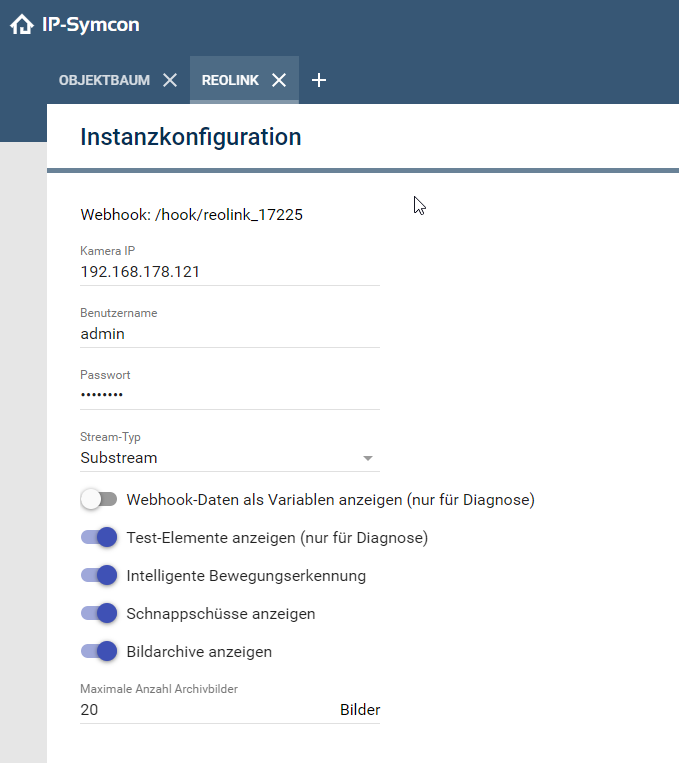 IP-Symcon
OBJEKTBAUM REOLINK
Instanzkonfiguration
Webhook: /hook/reolink_17225
Kamera IP
192.168.178.121
Benutzername
admin
Passwort
••••••••
Stream-Typ
Substream
Webhook-Daten als Variablen anzeigen (nur für Diagnose)
Test-Elemente anzeigen (nur für Diagnose)
Intelligente Bewegungserkennung
Schnappschüsse anzeigen
Bildarchive anzeigen
Maximale Anzahl Archivbilder
20 Bilder